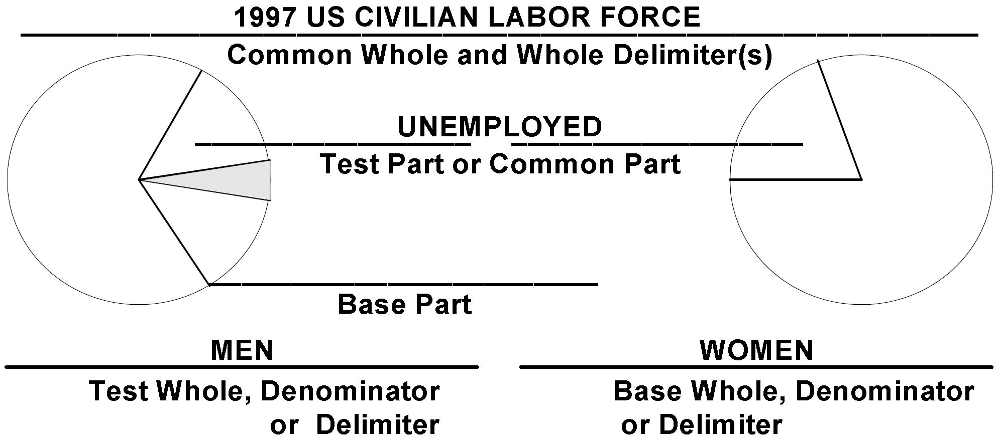 1997 US CIVILIAN LABOR FORCE
Common Whole and Whole Delimiter(s)
UNEMPLOYED
Test Part or Common Part
Base Part
MEN
Test Whole, Denominator
or Delimiter
WOMEN
Base Whole, Denominator
or Delimiter